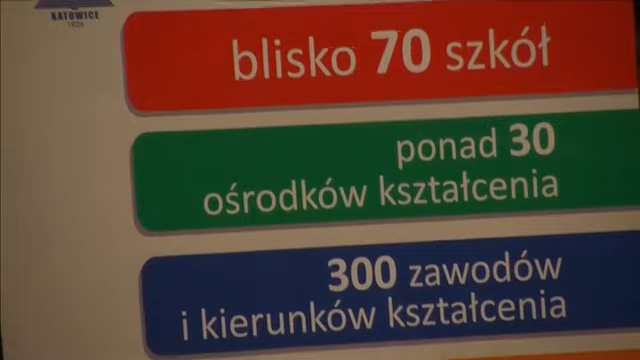 KATOWICE
blisko 70 szkół
ponad 30
ośrodków kształcenia
300 zawodów
i kierunków kształcenia